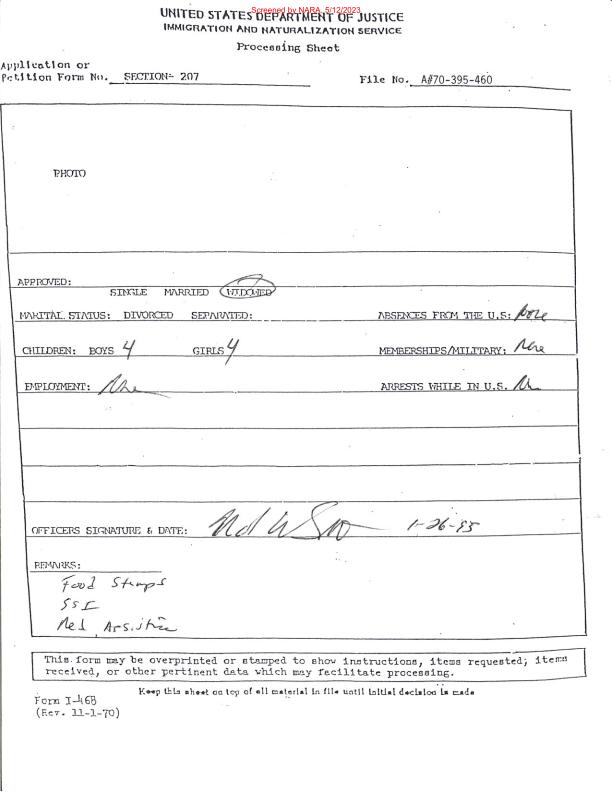 Screened by NARA, 5/12/2023
UNITED STATES DEPARTMENT OF JUSTICE
IMMIGRATION AND NATURALIZATION SERVICE
Processing Sheet
Application or
Petition Form No. SECTION- 207 File No. A#70-395-460
PHOTO
APPROVED:
SINGLE MARRIED WIDOWED
MARITAL STATUS: DIVORCED SEPARATED: ABSENCES FROM THE U.S: None
CHILDREN: BOYS 4 GIRLS 4 MEMBERSHIPS/MILITARY: None
EMPLOYMENT: None ARRESTS WHILE IN U.S.
OFFICERS SIGNATURE & DATE: 1-26-95
REMARKS:
Food Stamps
SSI
Med Assistance
This form may be overprinted or stamped to show instructions, items requested; items
received, or other pertinent data which may facilitate processing.
Keep this sheet on top of all material in file until initial decision is made
Form I-468
(Rev. 11-1-70)